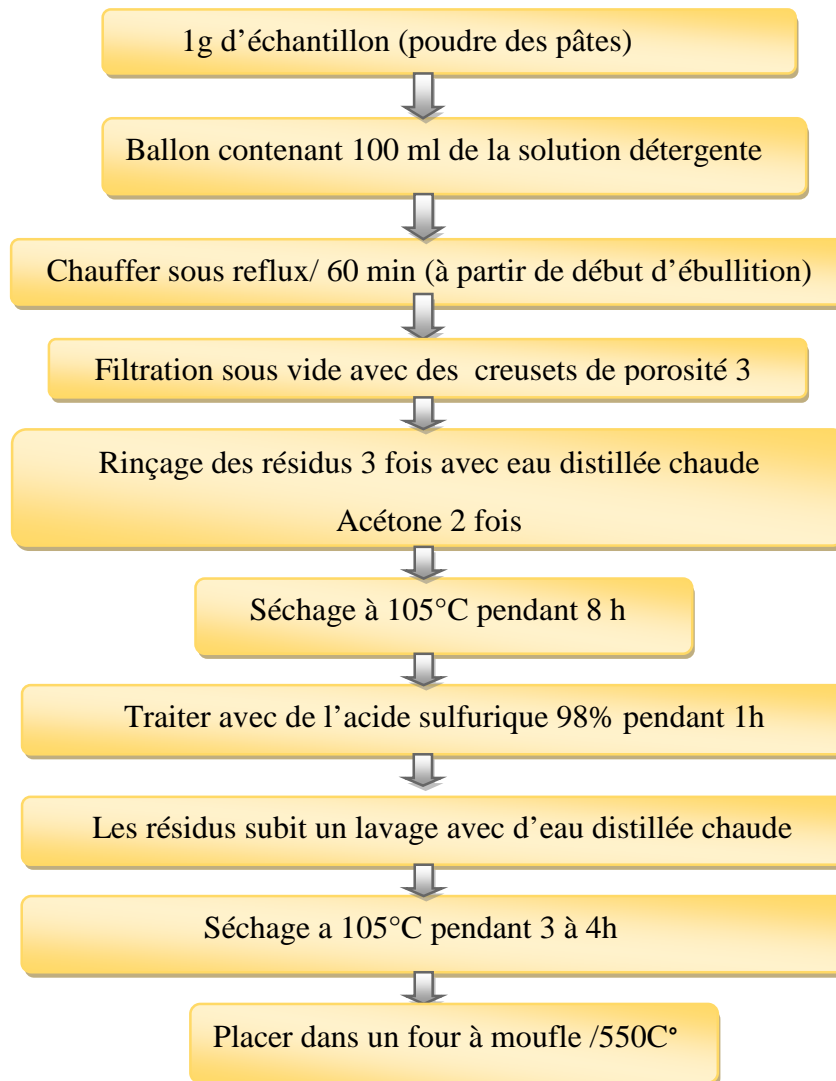 1g d’échantillon (poudre des pâtes)
Ballon contenant 100 ml de la solution détergente
Chauffer sous reflux/ 60 min (à partir de début d’ébullition)
Filtration sous vide avec des creusets de porosité 3
Rinçage des résidus 3 fois avec eau distillée chaude
Acétone 2 fois
Séchage à 105°C pendant 8 h
Traiter avec de l’acide sulfurique 98% pendant 1h
Les résidus subit un lavage avec d’eau distillée chaude
Séchage a 105°C pendant 3 à 4h
Placer dans un four à moufle /550C°